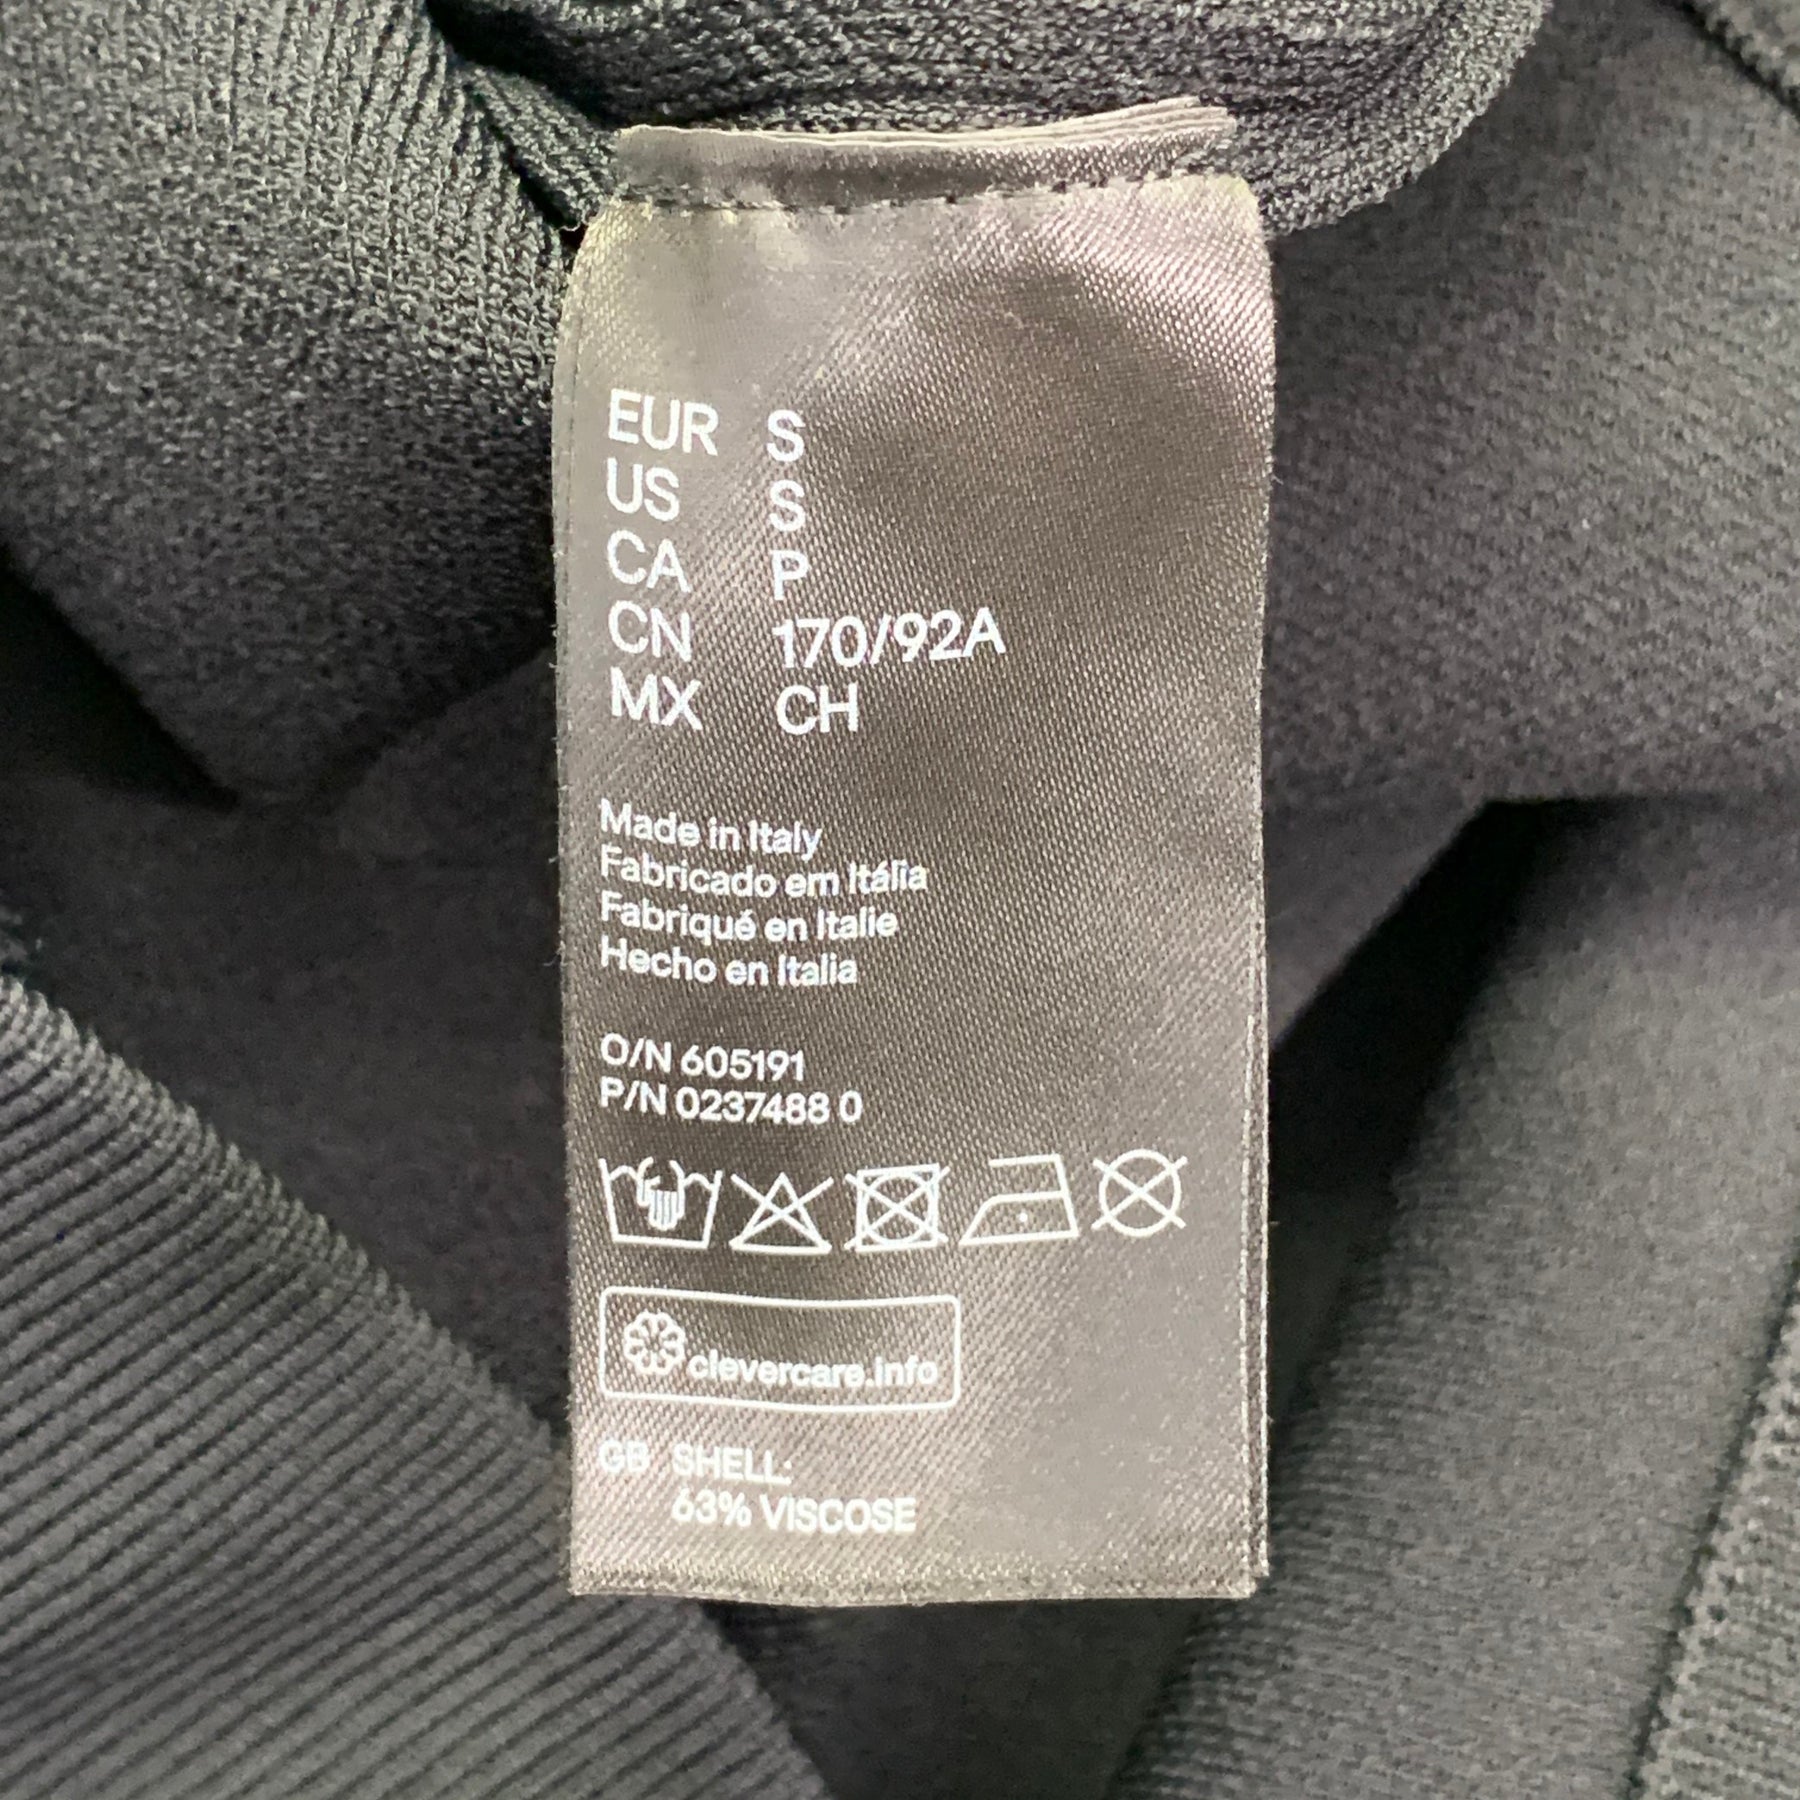 EUR S
US S
CA P
CN 170/92A
MX CH
Made in Italy
Fabricado em Itália
Fabriqué en Italie
Hecho en Italia
O/N 605191
P/N 0237488 0
clevercare.info
GB SHELL:
63% VISCOSE